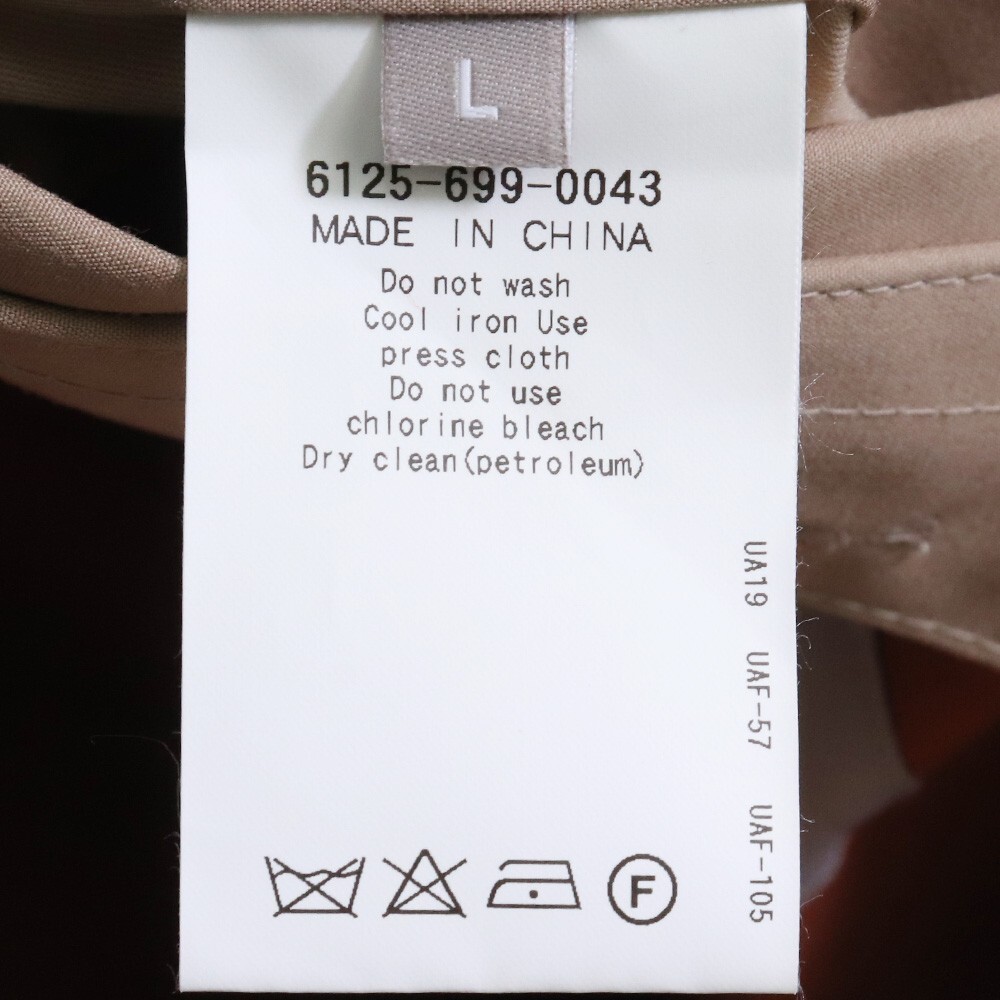 L
6125-699-0043
MADE IN CHINA
Do not wash
Cool iron Use
press cloth
Do not use
chlorine bleach
Dry clean(petroleum)
UA19 UAF-57 UAF-105
F